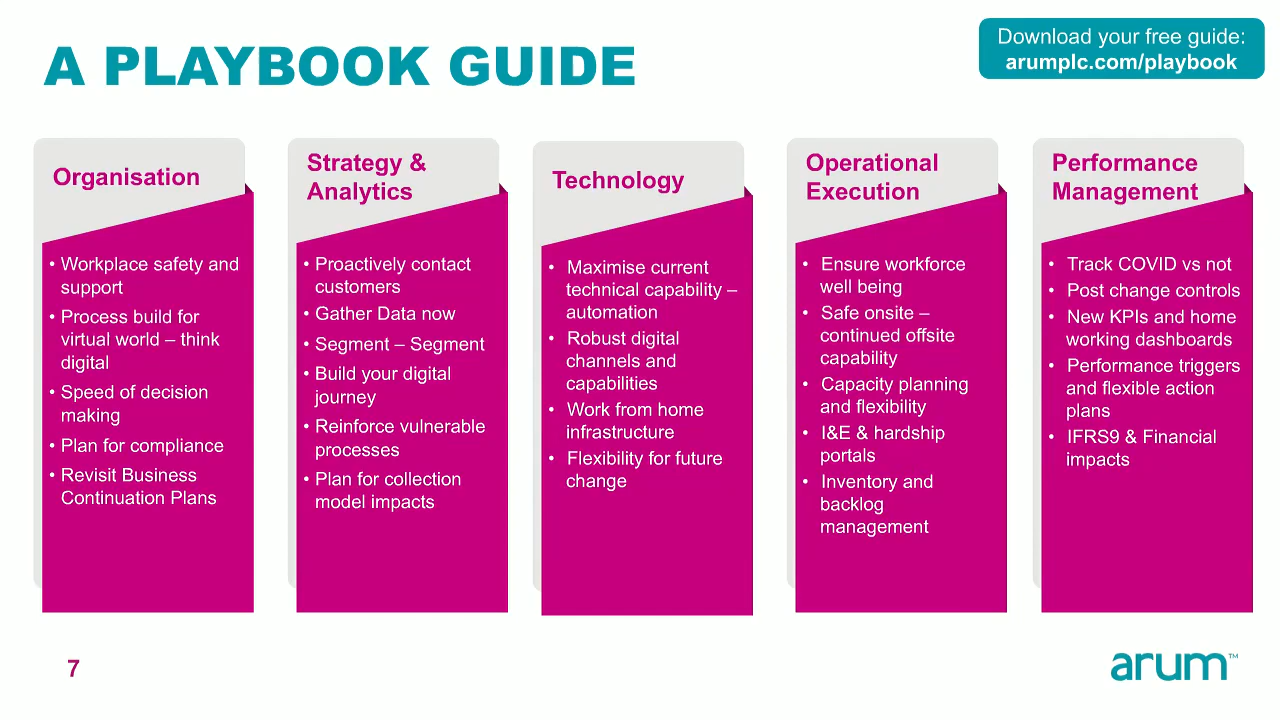 A PLAYBOOK GUIDE
Download your free guide:
arumplc.com/playbook
Organisation
• Workplace safety and
support
• Process build for
virtual world – think
digital
• Speed of decision
making
• Plan for compliance
• Revisit Business
Continuation Plans
Strategy &
Analytics
• Proactively contact
customers
• Gather Data now
• Segment – Segment
• Build your digital
journey
• Reinforce vulnerable
processes
• Plan for collection
model impacts
Technology
• Maximise current
technical capability –
automation
• Robust digital
channels and
capabilities
• Work from home
infrastructure
• Flexibility for future
change
Operational
Execution
• Ensure workforce
well being
• Safe onsite –
continued offsite
capability
• Capacity planning
and flexibility
• I&E & hardship
portals
• Inventory and
backlog
management
Performance
Management
• Track COVID vs not
• Post change controls
• New KPIs and home
working dashboards
• Performance triggers
and flexible action
plans
• IFRS9 & Financial
impacts
7
arum™